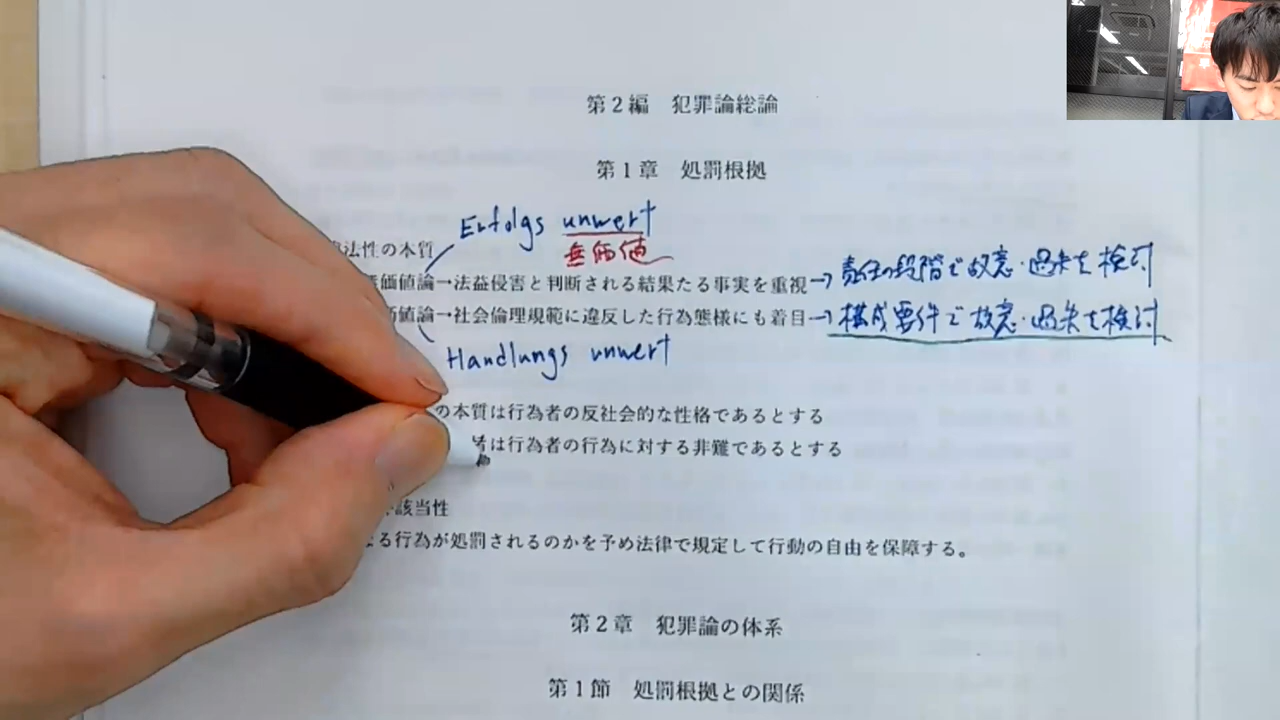 第2編 犯罪論総論
第1章 処罰根拠
Erfolgs unwert
無価値
法性の本質
価値論→法益侵害と判断される結果たる事実を重視→責任の段階で故意・過失を検討
値論→社会倫理規範に違反した行為態様にも着目→構成要件で故意・過失を検討
Handlungs unwert
の本質は行為者の反社会的な性格であるとする
は行為者の行為に対する非難であるとする
該当性
る行為が処罰されるのかを予め法律で規定して行動の自由を保障する。
第2章 犯罪論の体系
第1節 処罰根拠との関係